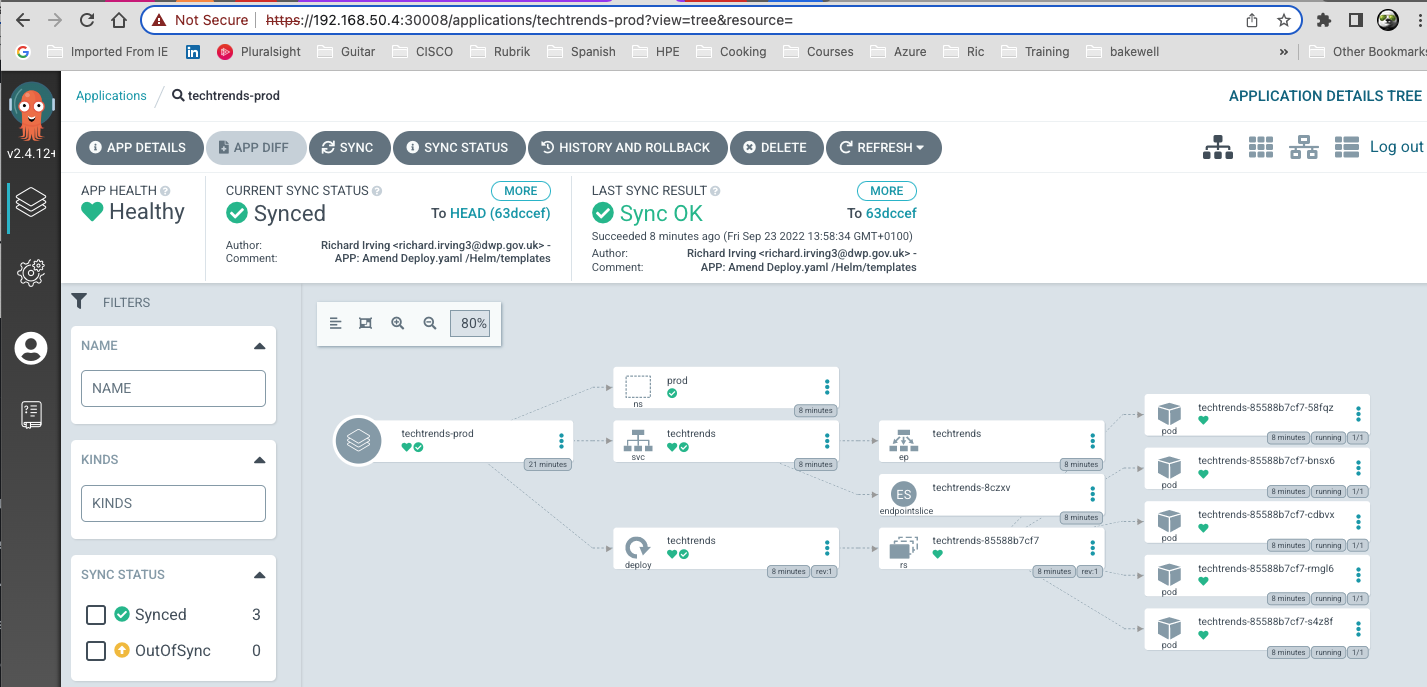 Not Secure https://192.168.50.4:30008/applications/techtrends-prod?view=tree&resource=
Imported From IE Pluralsight Guitar CISCO Rubrik Spanish HPE Cooking Courses Azure Ric Training bakewell » Other Bookmarks
Applications / techtrends-prod APPLICATION DETAILS TREE
v2.4.12+
APP DETAILS APP DIFF SYNC SYNC STATUS HISTORY AND ROLLBACK DELETE REFRESH Log out
APP HEALTH
Healthy
CURRENT SYNC STATUS MORE
Synced To HEAD (63dccef)
Author: Richard Irving <richard.irving3@dwp.gov.uk> -
Comment: APP: Amend Deploy.yaml /Helm/templates
LAST SYNC RESULT MORE
Sync OK To 63dccef
Succeeded 8 minutes ago (Fri Sep 23 2022 13:58:34 GMT+0100)
Author: Richard Irving <richard.irving3@dwp.gov.uk> -
Comment: APP: Amend Deploy.yaml /Helm/templates
FILTERS
NAME
NAME
KINDS
KINDS
SYNC STATUS
Synced 3
OutOfSync 0
80%
techtrends-prod
21 minutes
prod
ns
8 minutes
techtrends
svc
8 minutes
techtrends
deploy
8 minutes rev:1
techtrends
ep
8 minutes
ES techtrends-8czxv
endpointslice
8 minutes
techtrends-85588b7cf7
rs
8 minutes rev:1
techtrends-85588b7cf7-58fqz
pod
8 minutes running 1/1
techtrends-85588b7cf7-bnsx6
pod
8 minutes running 1/1
techtrends-85588b7cf7-cdbvx
pod
8 minutes running 1/1
techtrends-85588b7cf7-rmgl6
pod
8 minutes running 1/1
techtrends-85588b7cf7-s4z8f
pod
8 minutes running 1/1